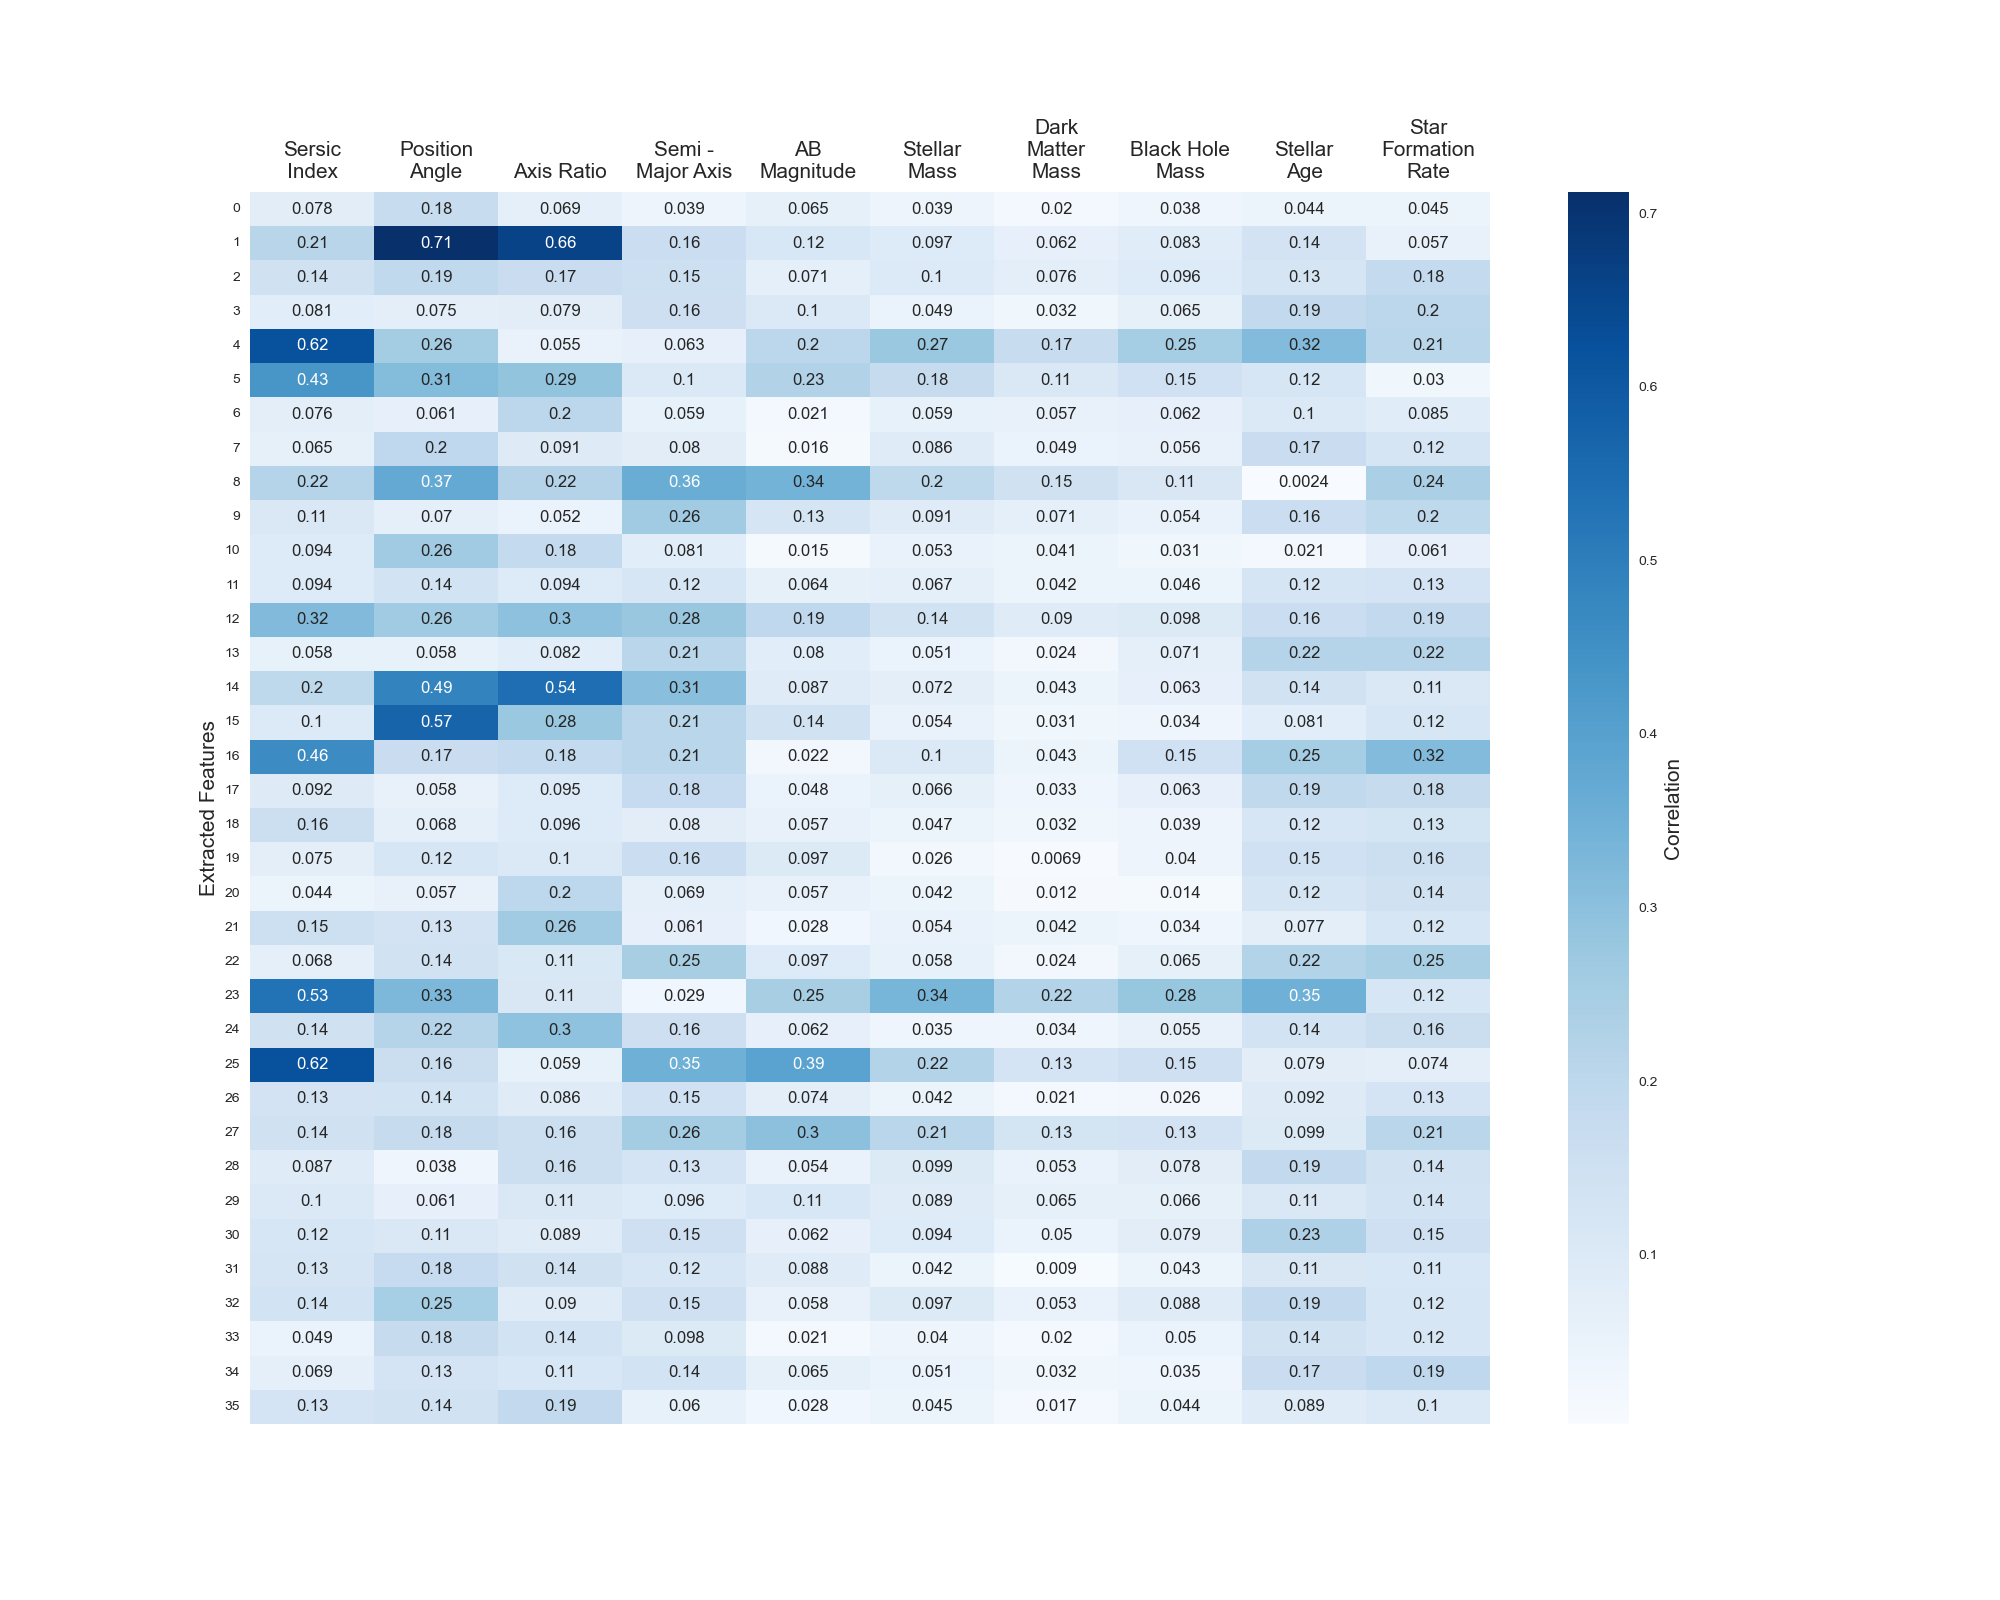 Sersic Index
Position Angle
Axis Ratio
Semi - Major Axis
AB Magnitude
Stellar Mass
Dark Matter Mass
Black Hole Mass
Stellar Age
Star Formation Rate
0 0.078 0.18 0.069 0.039 0.065 0.039 0.02 0.038 0.044 0.045
1 0.21 0.71 0.66 0.16 0.12 0.097 0.062 0.083 0.14 0.057
2 0.14 0.19 0.17 0.15 0.071 0.1 0.076 0.096 0.13 0.18
3 0.081 0.075 0.079 0.16 0.1 0.049 0.032 0.065 0.19 0.2
4 0.62 0.26 0.055 0.063 0.2 0.27 0.17 0.25 0.32 0.21
5 0.43 0.31 0.29 0.1 0.23 0.18 0.11 0.15 0.12 0.03
6 0.076 0.061 0.2 0.059 0.021 0.059 0.057 0.062 0.1 0.085
7 0.065 0.2 0.091 0.08 0.016 0.086 0.049 0.056 0.17 0.12
8 0.22 0.37 0.22 0.36 0.34 0.2 0.15 0.11 0.0024 0.24
9 0.11 0.07 0.052 0.26 0.13 0.091 0.071 0.054 0.16 0.2
10 0.094 0.26 0.18 0.081 0.015 0.053 0.041 0.031 0.021 0.061
11 0.094 0.14 0.094 0.12 0.064 0.067 0.042 0.046 0.12 0.13
12 0.32 0.26 0.3 0.28 0.19 0.14 0.09 0.098 0.16 0.19
13 0.058 0.058 0.082 0.21 0.08 0.051 0.024 0.071 0.22 0.22
14 0.2 0.49 0.54 0.31 0.087 0.072 0.043 0.063 0.14 0.11
15 0.1 0.57 0.28 0.21 0.14 0.054 0.031 0.034 0.081 0.12
16 0.46 0.17 0.18 0.21 0.022 0.1 0.043 0.15 0.25 0.32
17 0.092 0.058 0.095 0.18 0.048 0.066 0.033 0.063 0.19 0.18
18 0.16 0.068 0.096 0.08 0.057 0.047 0.032 0.039 0.12 0.13
19 0.075 0.12 0.1 0.16 0.097 0.026 0.0069 0.04 0.15 0.16
20 0.044 0.057 0.2 0.069 0.057 0.042 0.012 0.014 0.12 0.14
21 0.15 0.13 0.26 0.061 0.028 0.054 0.042 0.034 0.077 0.12
22 0.068 0.14 0.11 0.25 0.097 0.058 0.024 0.065 0.22 0.25
23 0.53 0.33 0.11 0.029 0.25 0.34 0.22 0.28 0.35 0.12
24 0.14 0.22 0.3 0.16 0.062 0.035 0.034 0.055 0.14 0.16
25 0.62 0.16 0.059 0.35 0.39 0.22 0.13 0.15 0.079 0.074
26 0.13 0.14 0.086 0.15 0.074 0.042 0.021 0.026 0.092 0.13
27 0.14 0.18 0.16 0.26 0.3 0.21 0.13 0.13 0.099 0.21
28 0.087 0.038 0.16 0.13 0.054 0.099 0.053 0.078 0.19 0.14
29 0.1 0.061 0.11 0.096 0.11 0.089 0.065 0.066 0.11 0.14
30 0.12 0.11 0.089 0.15 0.062 0.094 0.05 0.079 0.23 0.15
31 0.13 0.18 0.14 0.12 0.088 0.042 0.009 0.043 0.11 0.11
32 0.14 0.25 0.09 0.15 0.058 0.097 0.053 0.088 0.19 0.12
33 0.049 0.18 0.14 0.098 0.021 0.04 0.02 0.05 0.14 0.12
34 0.069 0.13 0.11 0.14 0.065 0.051 0.032 0.035 0.17 0.19
35 0.13 0.14 0.19 0.06 0.028 0.045 0.017 0.044 0.089 0.1
Extracted Features
0.7
0.6
0.5
0.4
0.3
0.2
0.1
Correlation